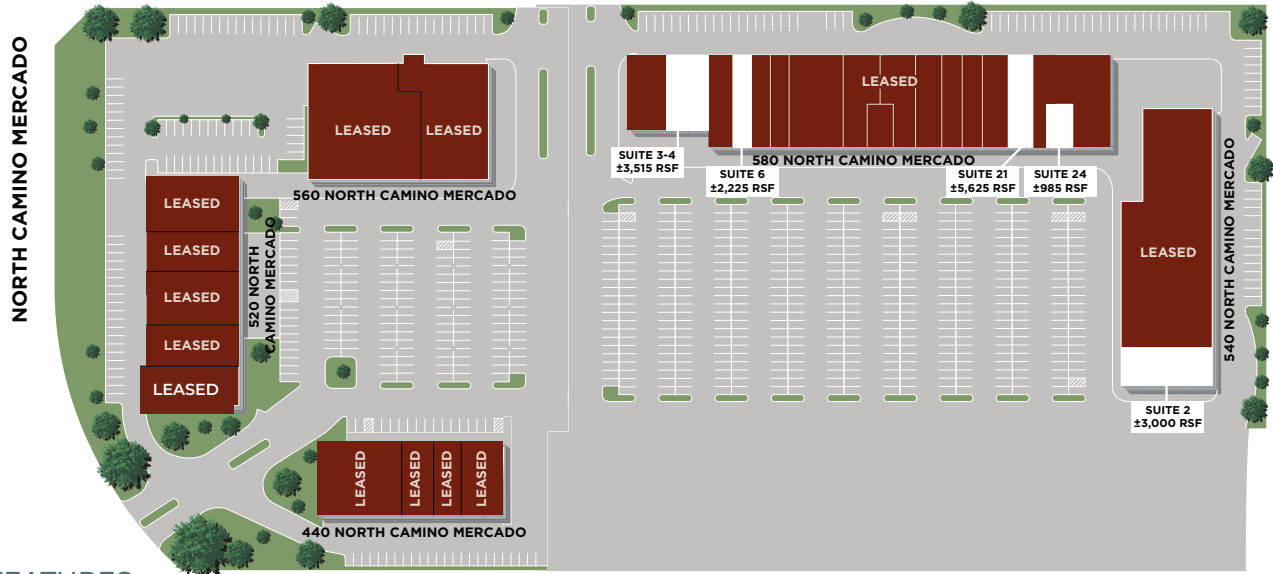 NORTH CAMINO MERCADO
LEASED
LEASED
560 NORTH CAMINO MERCADO
LEASED
SUITE 3-4
±3,515 RSF
SUITE 6
±2,225 RSF
580 NORTH CAMINO MERCADO
SUITE 21
±5,625 RSF
SUITE 24
±985 RSF
LEASED
LEASED
LEASED
LEASED
LEASED
520 NORTH
CAMINO MERCADO
LEASED
540 NORTH CAMINO MERCADO
SUITE 2
±3,000 RSF
LEASED
LEASED
LEASED
LEASED
440 NORTH CAMINO MERCADO
FEATURES